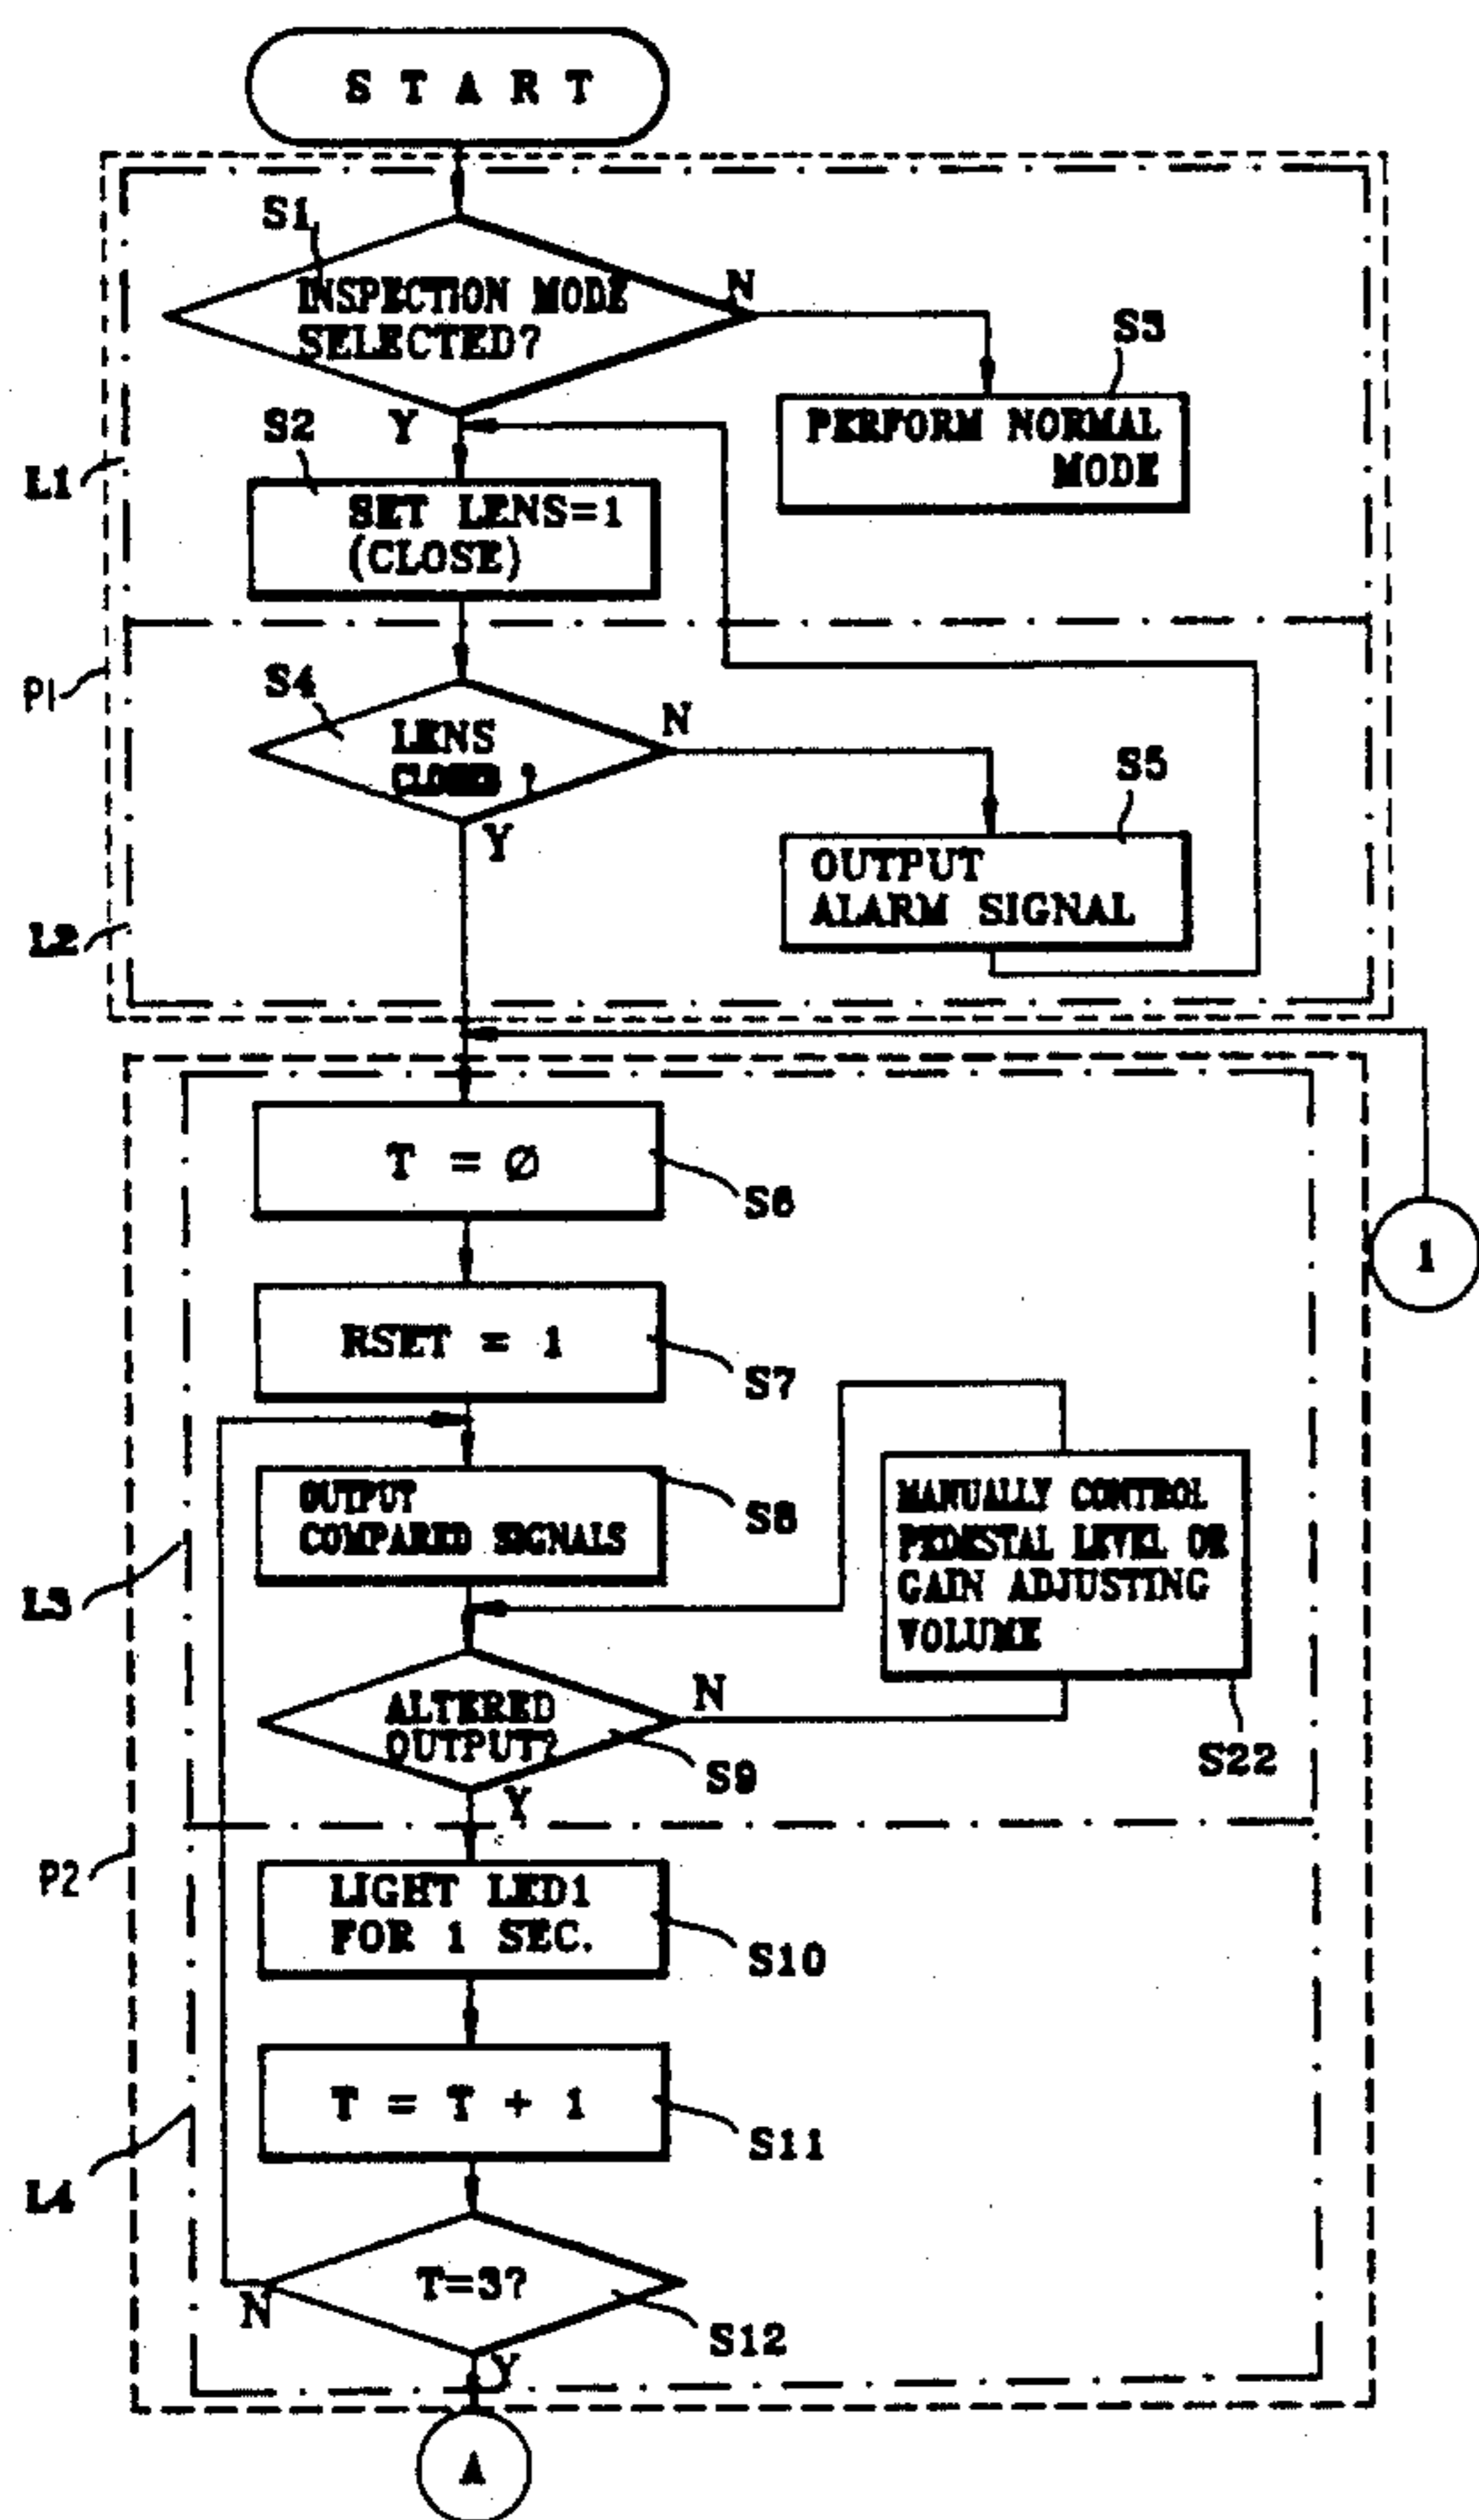 START
S1
INSPECTION MODE
SELECTED?
N
S3
PERFORM NORMAL
MODE
Y
S2
SET LENS=1
(CLOSE)
L1
P1
S4
LENS
CLOSED ?
N
S5
OUTPUT
ALARM SIGNAL
Y
L2
T = Ø
S6
1
RSET = 1
S7
OUTPUT
COMPARED SIGNALS
S8
MANUALLY CONTROL
PEDESTAL LEVEL OR
GAIN ADJUSTING
VOLUME
L3
ALTERED
OUTPUT?
N
S9
S22
Y
P2
LIGHT LED1
FOR 1 SEC.
S10
T = T + 1
S11
L4
T=3?
N
S12
Y
A